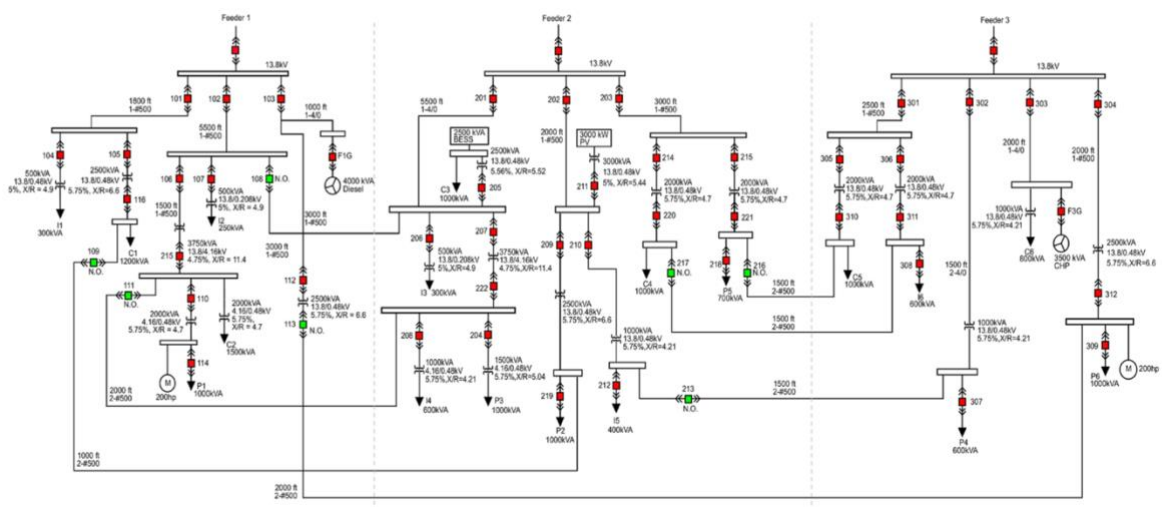 Feeder 1
Feeder 2
Feeder 3
13.8kV
13.8kV
13.8kV
101
102
103
1800 ft
1-#500
5500 ft
1-#500
1000 ft
1-4/0
104
105
500kVA
13.8/0.48kV
5%, X/R = 4.9
I1
300kVA
2500kVA
13.8/0.48kV
5.75%, X/R=6.6
116
C1
1200kVA
109
N.O.
106
107
108
N.O.
F1G
4000 kVA
Diesel
500kVA
13.8/0.208kV
5%, X/R = 4.9
I2
250kVA
1500 ft
1-#500
3000 ft
1-#500
3000 ft
1-#500
215
3750kVA
13.8/4.16kV
4.75%, X/R = 11.4
111
N.O.
110
2000kVA
4.16/0.48kV
5.75%, X/R = 4.7
2000kVA
4.16/0.48kV
5.75%,
X/R = 4.7
C2
1500kVA
M
200hp
114
P1
1000kVA
112
2500kVA
13.8/0.48kV
5.75%, X/R = 6.6
113
N.O.
2000 ft
2-#500
1000 ft
2-#500
2000 ft
2-#500
201
202
203
5500 ft
1-4/0
2000 ft
1-#500
3000 ft
1-#500
2500 kVA
BESS
2500kVA
13.8/0.48kV
5.56%, X/R=5.52
C3
1000kVA
205
3000 kW
PV
3000kVA
13.8/0.48kV
5%, X/R=5.44
211
206
207
500kVA
13.8/0.208kV
5%, X/R=4.9
I3 300kVA
3750kVA
13.8/4.16kV
4.75%, X/R=11.4
222
208
204
1000kVA
4.16/0.48kV
5.75%,X/R=4.21
I4
600kVA
1500kVA
4.16/0.48kV
5.75%,X/R=5.04
P3
1000kVA
209
210
2500kVA
13.8/0.48kV
5.75%,X/R=6.6
219
P2
1000kVA
1000kVA
13.8/0.48kV
5.75%,X/R=4.21
212
I5
400kVA
213
N.O.
1500 ft
2-#500
214
215
2000kVA
13.8/0.48kV
5.75%,X/R=4.7
2000kVA
13.8/0.48kV
5.75%,X/R=4.7
220
221
C4
1000kVA
217
N.O.
218
P5
700kVA
216
N.O.
1500 ft
2-#500
1500 ft
2-#500
301
302
303
304
2500 ft
1-#500
305
306
2000kVA
13.8/0.48kV
5.75%,X/R=4.7
2000kVA
13.8/0.48kV
5.75%,X/R=4.7
310
311
C5
1000kVA
308
I6
600kVA
1500 ft
2-4/0
1000kVA
13.8/0.48kV
5.75%,X/R=4.21
307
P4
600kVA
2000 ft
1-4/0
2000 ft
1-#500
1000kVA
13.8/0.48kV
5.75%,X/R=4.21
C6
800kVA
F3G
3500 kVA
CHP
2500kVA
13.8/0.48kV
5.75%,X/R=6.6
312
309
P6
1000kVA
M
200hp